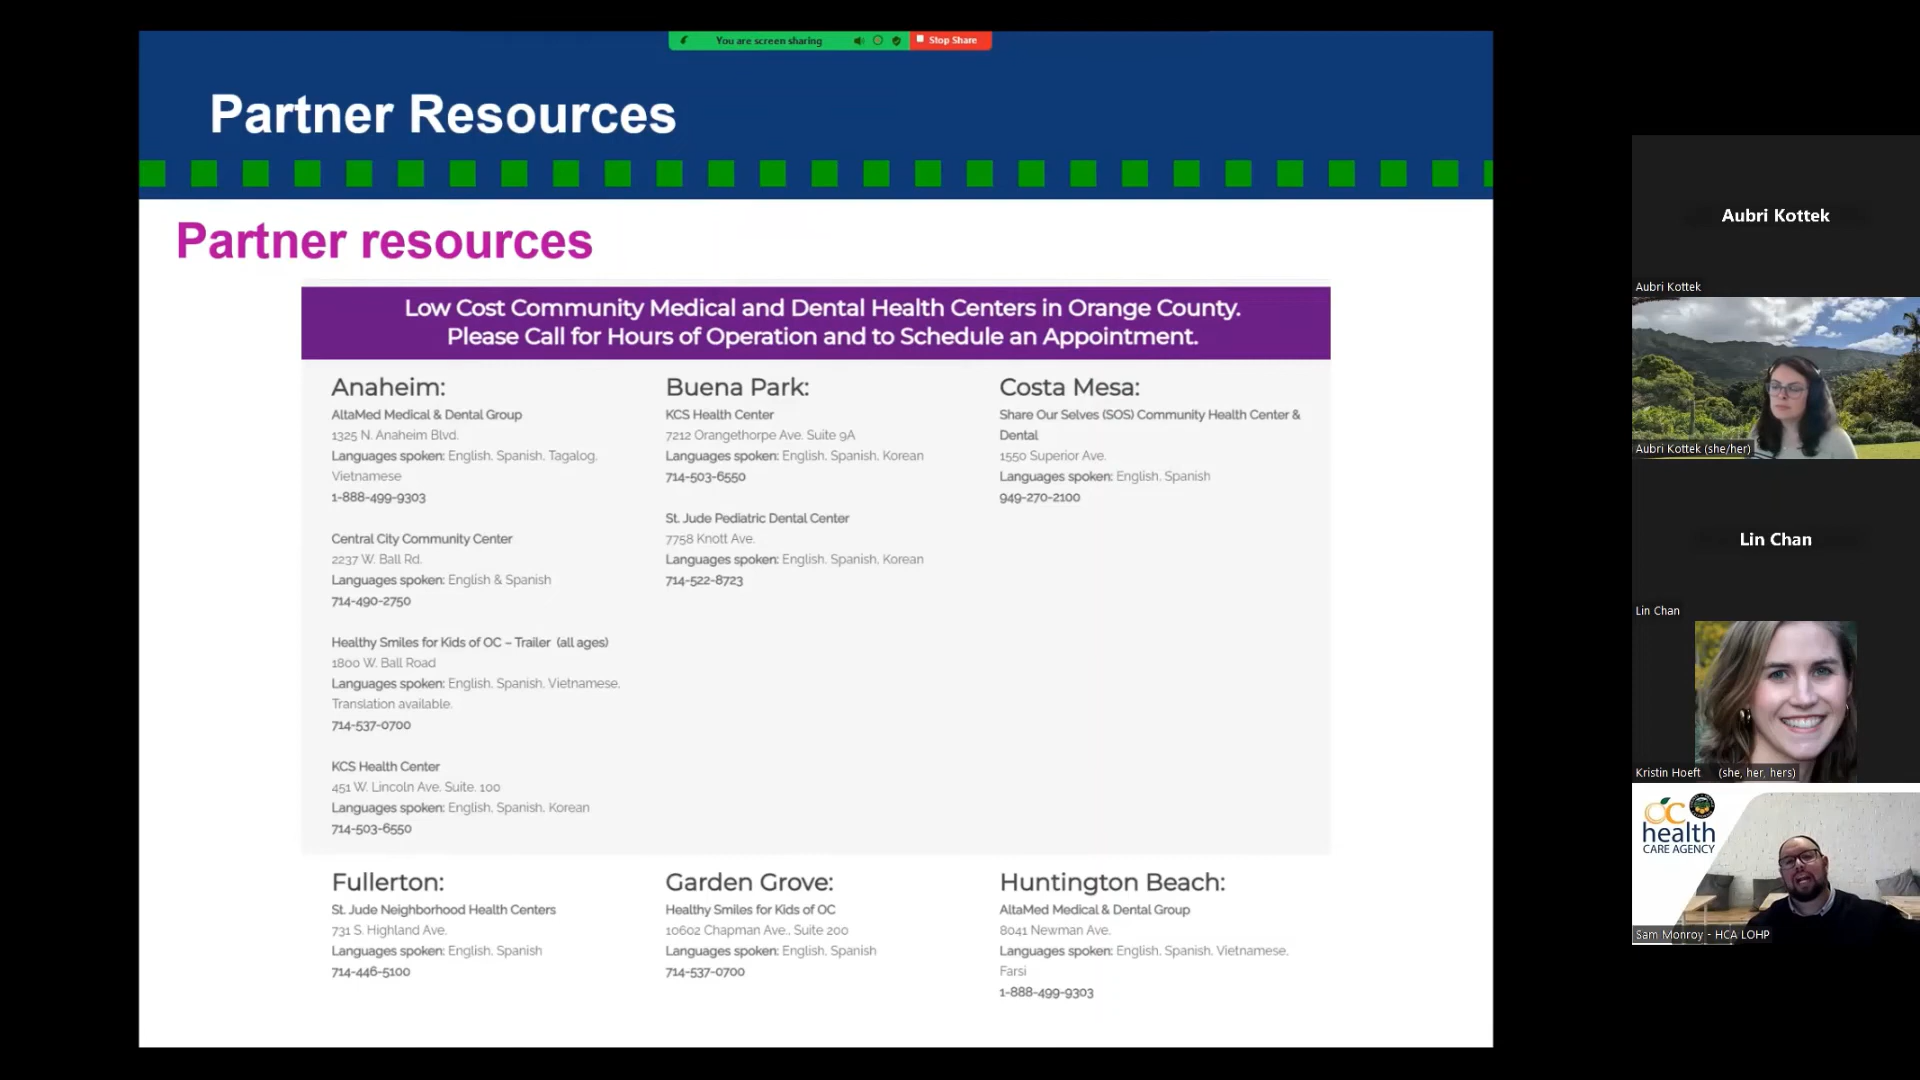 You are screen sharing
Stop Share
Partner Resources
Partner resources
Low Cost Community Medical and Dental Health Centers in Orange County.
Please Call for Hours of Operation and to Schedule an Appointment.
Anaheim:
AltaMed Medical & Dental Group
1325 N. Anaheim Blvd.
Languages spoken: English, Spanish, Tagalog,
Vietnamese
1-888-499-9303
Central City Community Center
2237 W. Ball Rd.
Languages spoken: English & Spanish
714-490-2750
Healthy Smiles for Kids of OC – Trailer (all ages)
1800 W. Ball Road
Languages spoken: English, Spanish, Vietnamese,
Translation available.
714-537-0700
KCS Health Center
451 W. Lincoln Ave. Suite. 100
Languages spoken: English, Spanish, Korean
714-503-6550
Buena Park:
KCS Health Center
7212 Orangethorpe Ave. Suite 9A
Languages spoken: English, Spanish, Korean
714-503-6550
St. Jude Pediatric Dental Center
7758 Knott Ave.
Languages spoken: English, Spanish, Korean
714-522-8723
Costa Mesa:
Share Our Selves (SOS) Community Health Center &
Dental
1550 Superior Ave.
Languages spoken: English, Spanish
949-270-2100
Fullerton:
St. Jude Neighborhood Health Centers
731 S. Highland Ave.
Languages spoken: English, Spanish
714-446-5100
Garden Grove:
Healthy Smiles for Kids of OC
10602 Chapman Ave., Suite 200
Languages spoken: English, Spanish
714-537-0700
Huntington Beach:
AltaMed Medical & Dental Group
8041 Newman Ave.
Languages spoken: English, Spanish, Vietnamese,
Farsi
1-888-499-9303
Aubri Kottek
Aubri Kottek
Aubri Kottek (she/her)
Lin Chan
Lin Chan
Kristin Hoeft (she, her, hers)
OC
health
CARE AGENCY
Sam Monroy - HCA LOHP